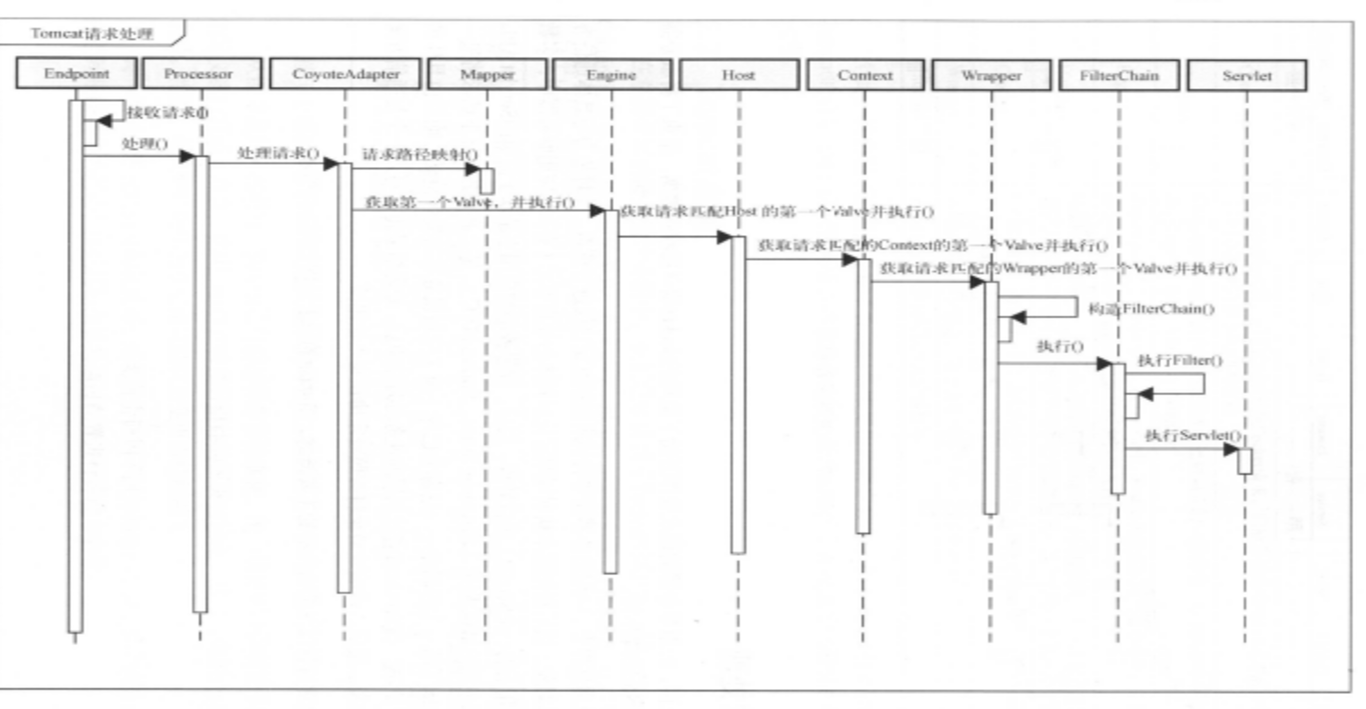 Tomcat请求处理
Endpoint
Processor
CoyoteAdapter
Mapper
Engine
Host
Context
Wrapper
FilterChain
Servlet
接收请求()
处理()
处理请求()
请求路径映射()
获取第一个Valve，并执行()
获取请求匹配Host 的第一个Valve并执行()
获取请求匹配的Context的第一个Valve并执行()
获取请求匹配的Wrapper的第一个Valve并执行()
构造FilterChain()
执行()
执行Filter()
执行Servlet()